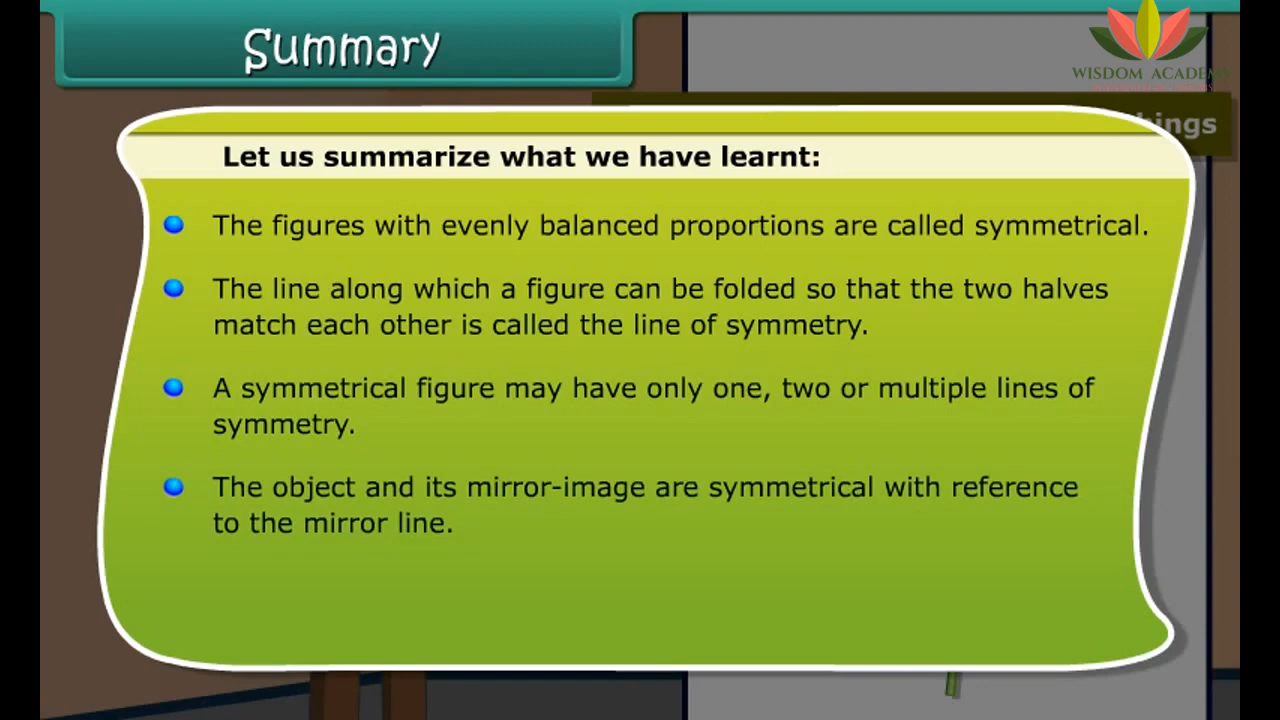 Summary
WISDOM ACADEMY
Let us summarize what we have learnt:
The figures with evenly balanced proportions are called symmetrical.
The line along which a figure can be folded so that the two halves
match each other is called the line of symmetry.
A symmetrical figure may have only one, two or multiple lines of
symmetry.
The object and its mirror-image are symmetrical with reference
to the mirror line.